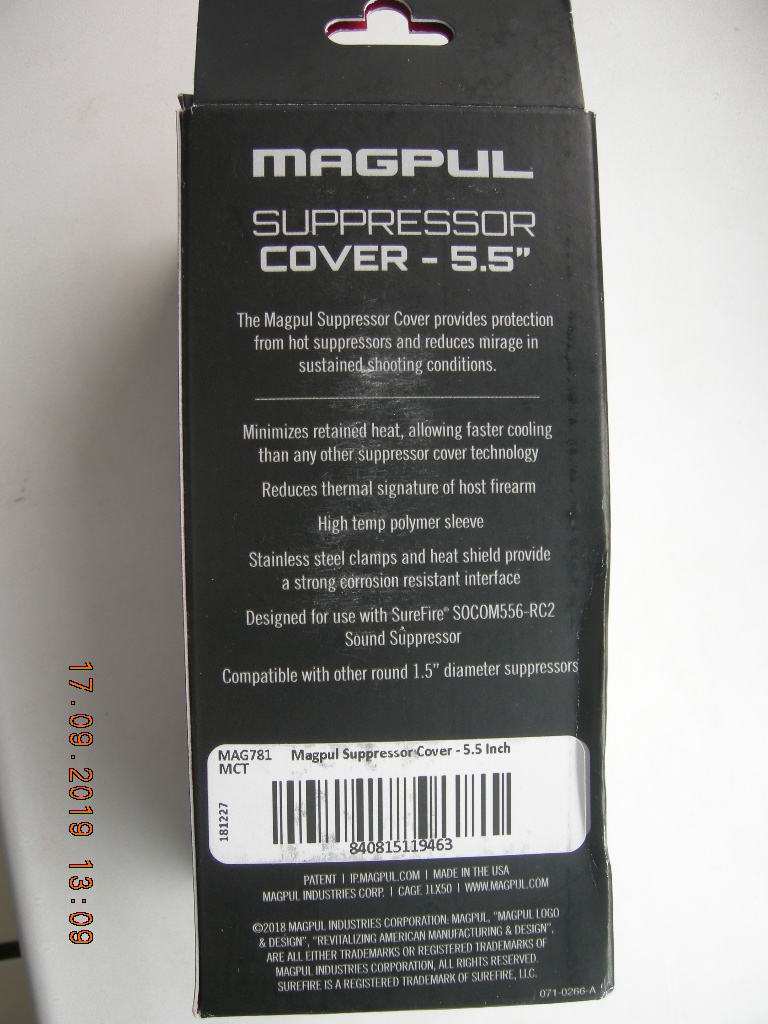 MAGPUL
SUPPRESSOR
COVER - 5.5"
The Magpul Suppressor Cover provides protection
from hot suppressors and reduces mirage in
sustained shooting conditions.
Minimizes retained heat, allowing faster cooling
than any other suppressor cover technology
Reduces thermal signature of host firearm
High temp polymer sleeve
Stainless steel clamps and heat shield provide
a strong corrosion resistant interface
Designed for use with SureFire® SOCOM556-RC2
Sound Suppressor
Compatible with other round 1.5" diameter suppressors
MAG781 Magpul Suppressor Cover - 5.5 Inch
MCT
181227
840815119463
PATENT | IP.MAGPUL.COM | MADE IN THE USA
MAGPUL INDUSTRIES CORP. | CAGE 1LX50 | WWW.MAGPUL.COM
©2018 MAGPUL INDUSTRIES CORPORATION: MAGPUL, "MAGPUL LOGO
& DESIGN", "REVITALIZING AMERICAN MANUFACTURING & DESIGN",
ARE ALL EITHER TRADEMARKS OR REGISTERED TRADEMARKS OF
MAGPUL INDUSTRIES CORPORATION, ALL RIGHTS RESERVED.
SUREFIRE IS A REGISTERED TRADEMARK OF SUREFIRE, LLC.
071-0266-A
17.09.2019 13:09